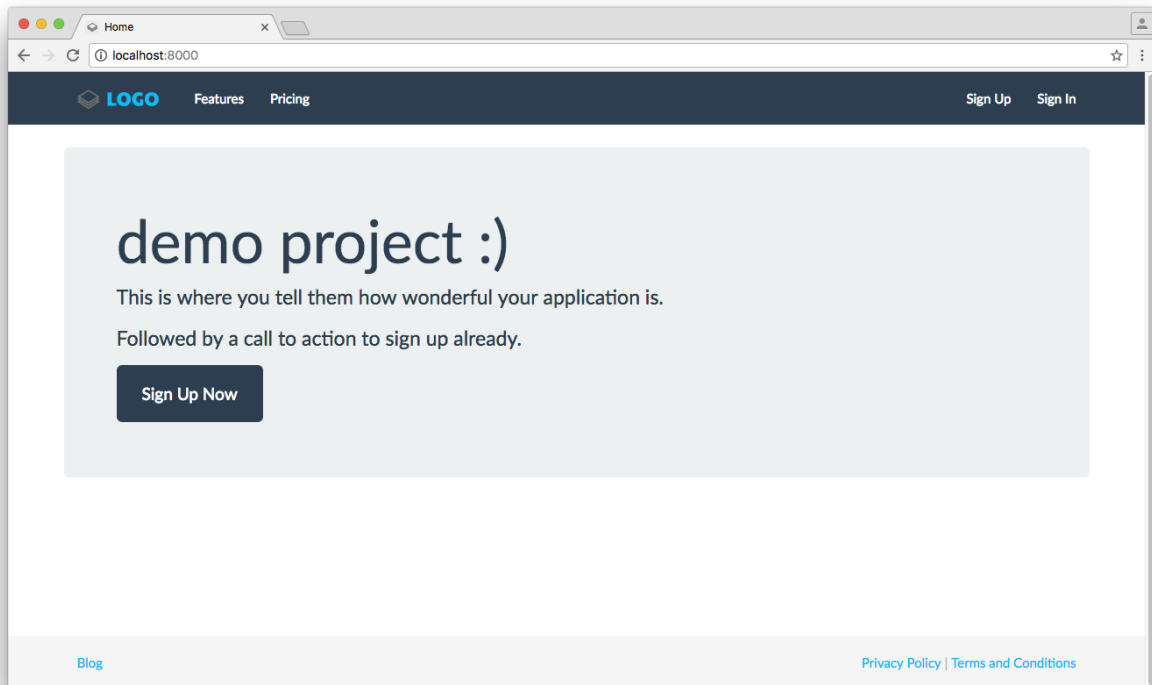 Home
localhost:8000
LOGO Features Pricing Sign Up Sign In
demo project :)
This is where you tell them how wonderful your application is.
Followed by a call to action to sign up already.
Sign Up Now
Blog Privacy Policy | Terms and Conditions